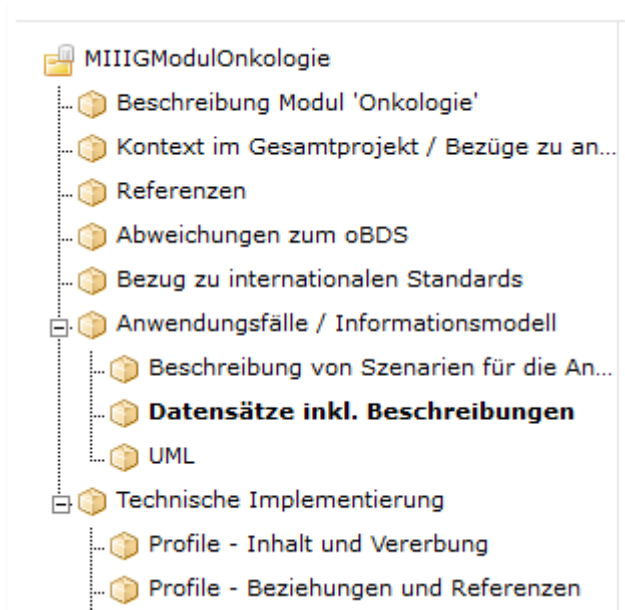 MIIIGModulOnkologie
Beschreibung Modul 'Onkologie'
Kontext im Gesamtprojekt / Bezüge zu an...
Referenzen
Abweichungen zum oBDS
Bezug zu internationalen Standards
Anwendungsfälle / Informationsmodell
Beschreibung von Szenarien für die An...
Datensätze inkl. Beschreibungen
UML
Technische Implementierung
Profile - Inhalt und Vererbung
Profile - Beziehungen und Referenzen